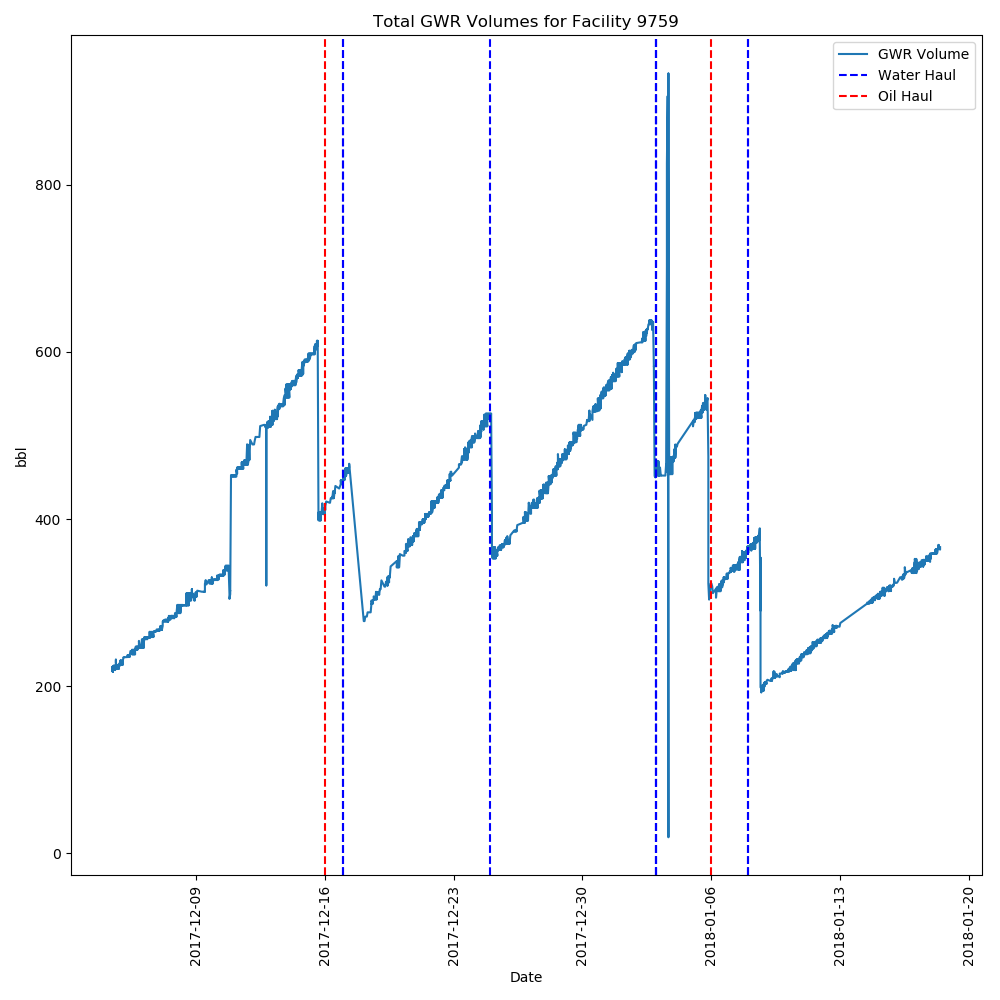 Total GWR Volumes for Facility 9759
GWR Volume
Water Haul
Oil Haul
800
600
400
200
0
bbl
2017-12-09
2017-12-16
2017-12-23
2017-12-30
2018-01-06
2018-01-13
2018-01-20
Date